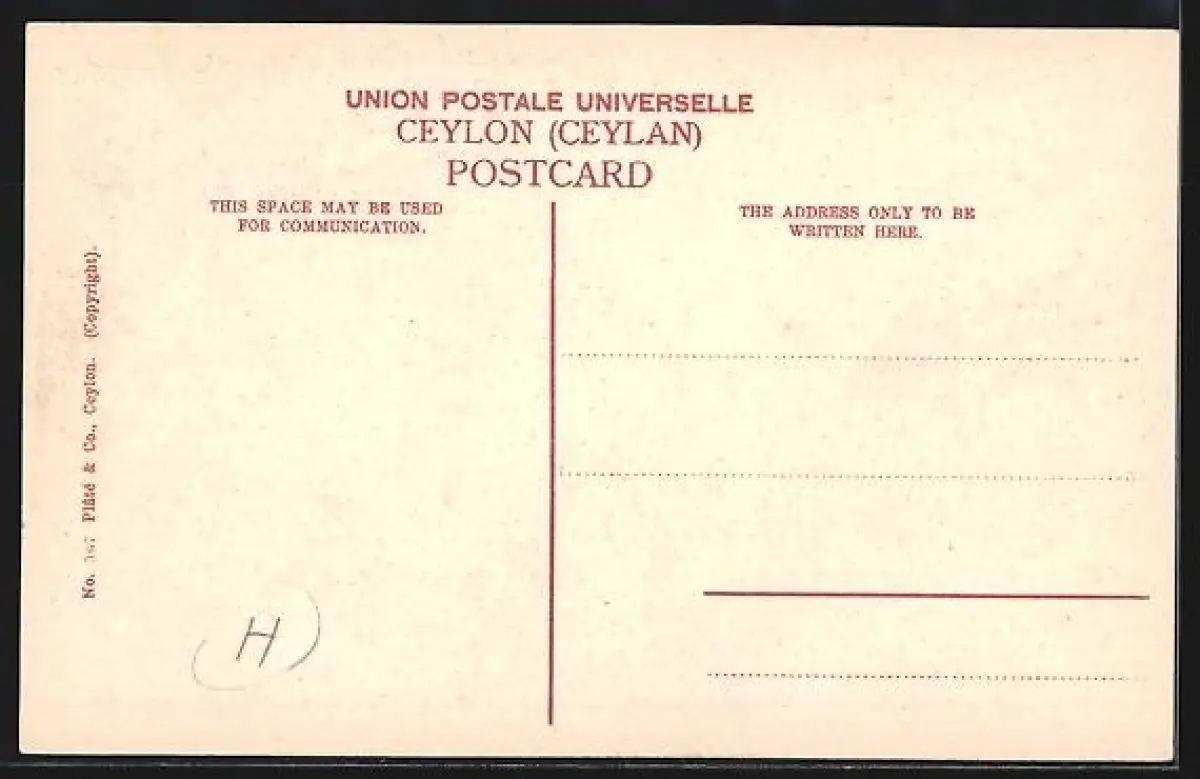 UNION POSTALE UNIVERSELLE
CEYLON (CEYLAN)
POSTCARD
THIS SPACE MAY BE USED
FOR COMMUNICATION.
THE ADDRESS ONLY TO BE
WRITTEN HERE.
No. Plâté & Co., Ceylon. (Copyright).
H